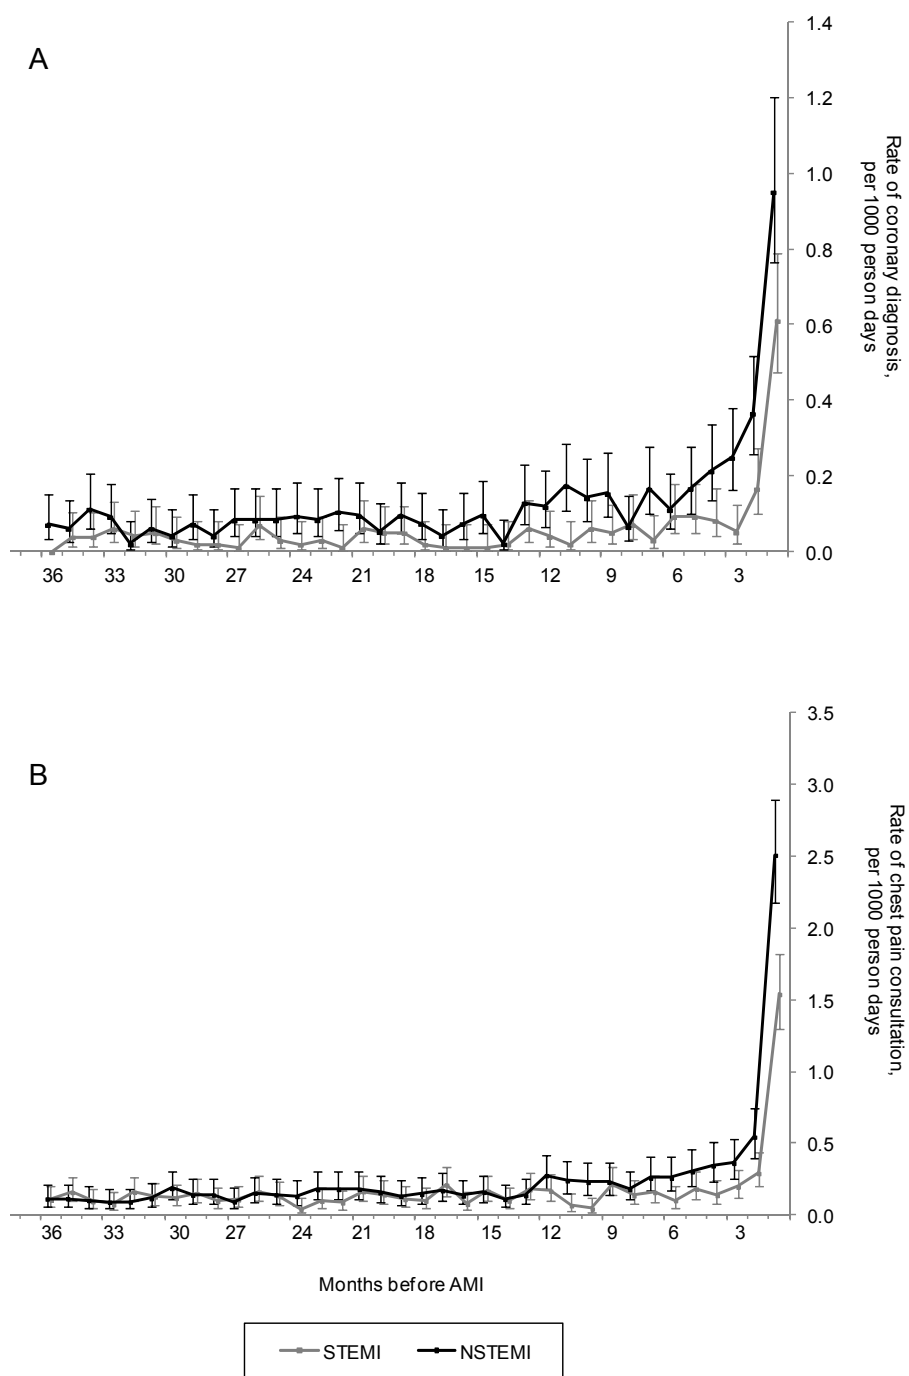 A
1.4
1.2
1.0
0.8
0.6
0.4
0.2
0.0
Rate of coronary diagnosis,
per 1000 person days
36 33 30 27 24 21 18 15 12 9 6 3
B
3.5
3.0
2.5
2.0
1.5
1.0
0.5
0.0
Rate of chest pain consultation,
per 1000 person days
36 33 30 27 24 21 18 15 12 9 6 3
Months before AMI
STEMI NSTEMI